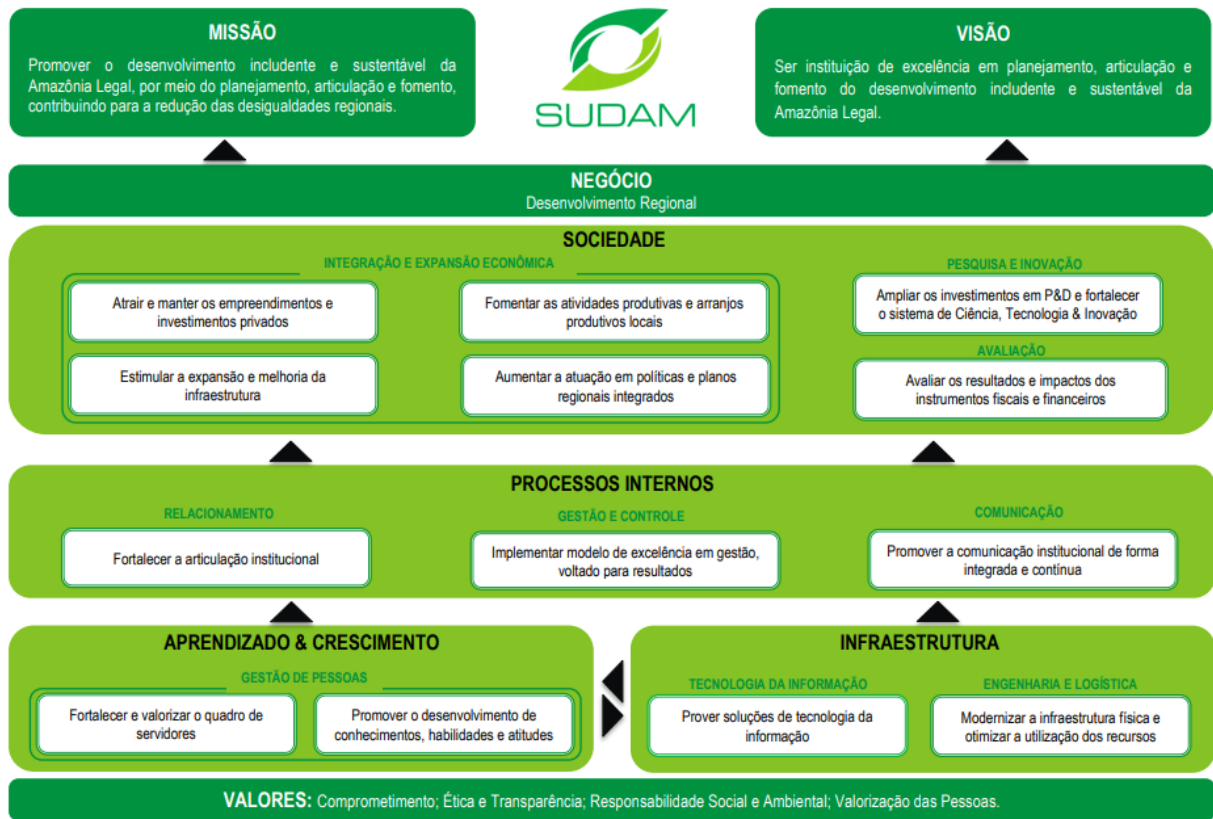 MISSÃO
Promover o desenvolvimento includente e sustentável da
Amazônia Legal, por meio do planejamento, articulação e fomento,
contribuindo para a redução das desigualdades regionais.
SUDAM
VISÃO
Ser instituição de excelência em planejamento, articulação e
fomento do desenvolvimento includente e sustentável da
Amazônia Legal.
NEGÓCIO
Desenvolvimento Regional
SOCIEDADE
INTEGRAÇÃO E EXPANSÃO ECONÔMICA
Atrair e manter os empreendimentos e
investimentos privados
Fomentar as atividades produtivas e arranjos
produtivos locais
Estimular a expansão e melhoria da
infraestrutura
Aumentar a atuação em políticas e planos
regionais integrados
PESQUISA E INOVAÇÃO
Ampliar os investimentos em P&D e fortalecer
o sistema de Ciência, Tecnologia & Inovação
AVALIAÇÃO
Avaliar os resultados e impactos dos
instrumentos fiscais e financeiros
PROCESSOS INTERNOS
RELACIONAMENTO
Fortalecer a articulação institucional
GESTÃO E CONTROLE
Implementar modelo de excelência em gestão,
voltado para resultados
COMUNICAÇÃO
Promover a comunicação institucional de forma
integrada e contínua
APRENDIZADO & CRESCIMENTO
GESTÃO DE PESSOAS
Fortalecer e valorizar o quadro de
servidores
Promover o desenvolvimento de
conhecimentos, habilidades e atitudes
INFRAESTRUTURA
TECNOLOGIA DA INFORMAÇÃO
Prover soluções de tecnologia da
informação
ENGENHARIA E LOGÍSTICA
Modernizar a infraestrutura física e
otimizar a utilização dos recursos
VALORES: Comprometimento; Ética e Transparência; Responsabilidade Social e Ambiental; Valorização das Pessoas.